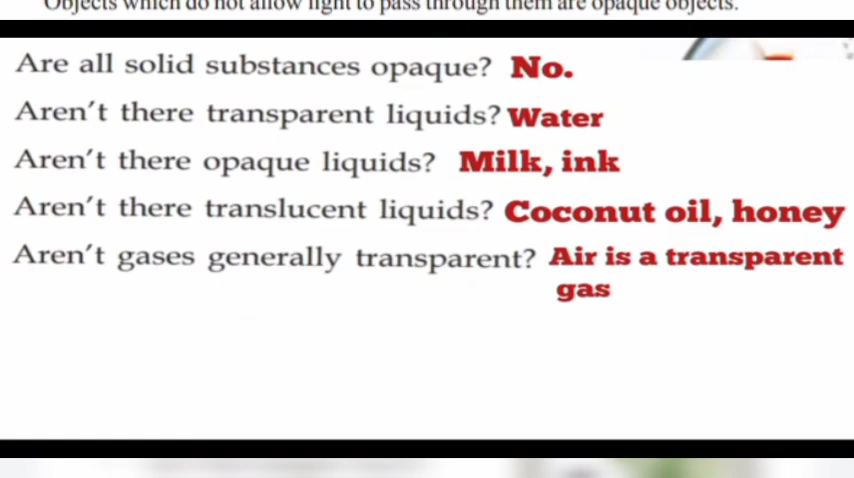 Objects which do not allow light to pass through them are opaque objects.
Are all solid substances opaque? No.
Aren't there transparent liquids? Water
Aren't there opaque liquids? Milk, ink
Aren't there translucent liquids? Coconut oil, honey
Aren't gases generally transparent? Air is a transparent
gas